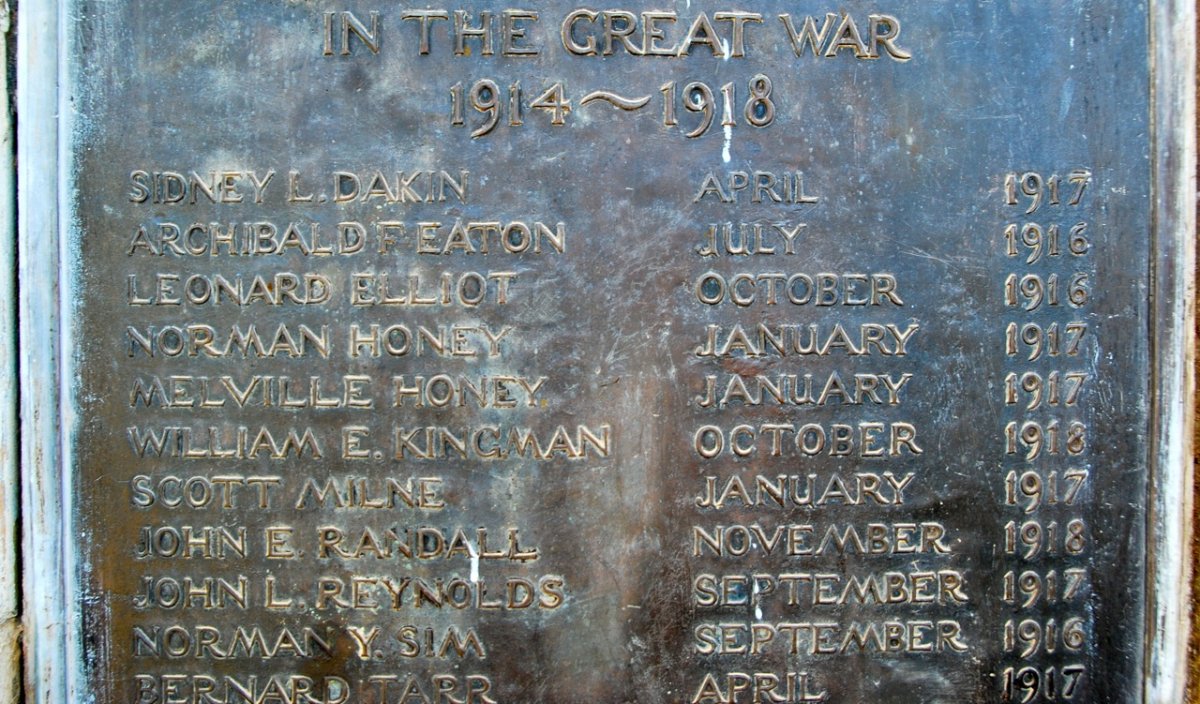 IN THE GREAT WAR
1914~1918
SIDNEY L. DAKIN APRIL 1917
ARCHIBALD F. EATON JULY 1916
LEONARD ELLIOT OCTOBER 1916
NORMAN HONEY JANUARY 1917
MELVILLE HONEY JANUARY 1917
WILLIAM E. KINGMAN OCTOBER 1918
SCOTT MILNE JANUARY 1917
JOHN E. RANDALL NOVEMBER 1918
JOHN L. REYNOLDS SEPTEMBER 1917
NORMAN Y. SIM SEPTEMBER 1916
BERNARD TARR APRIL 1917